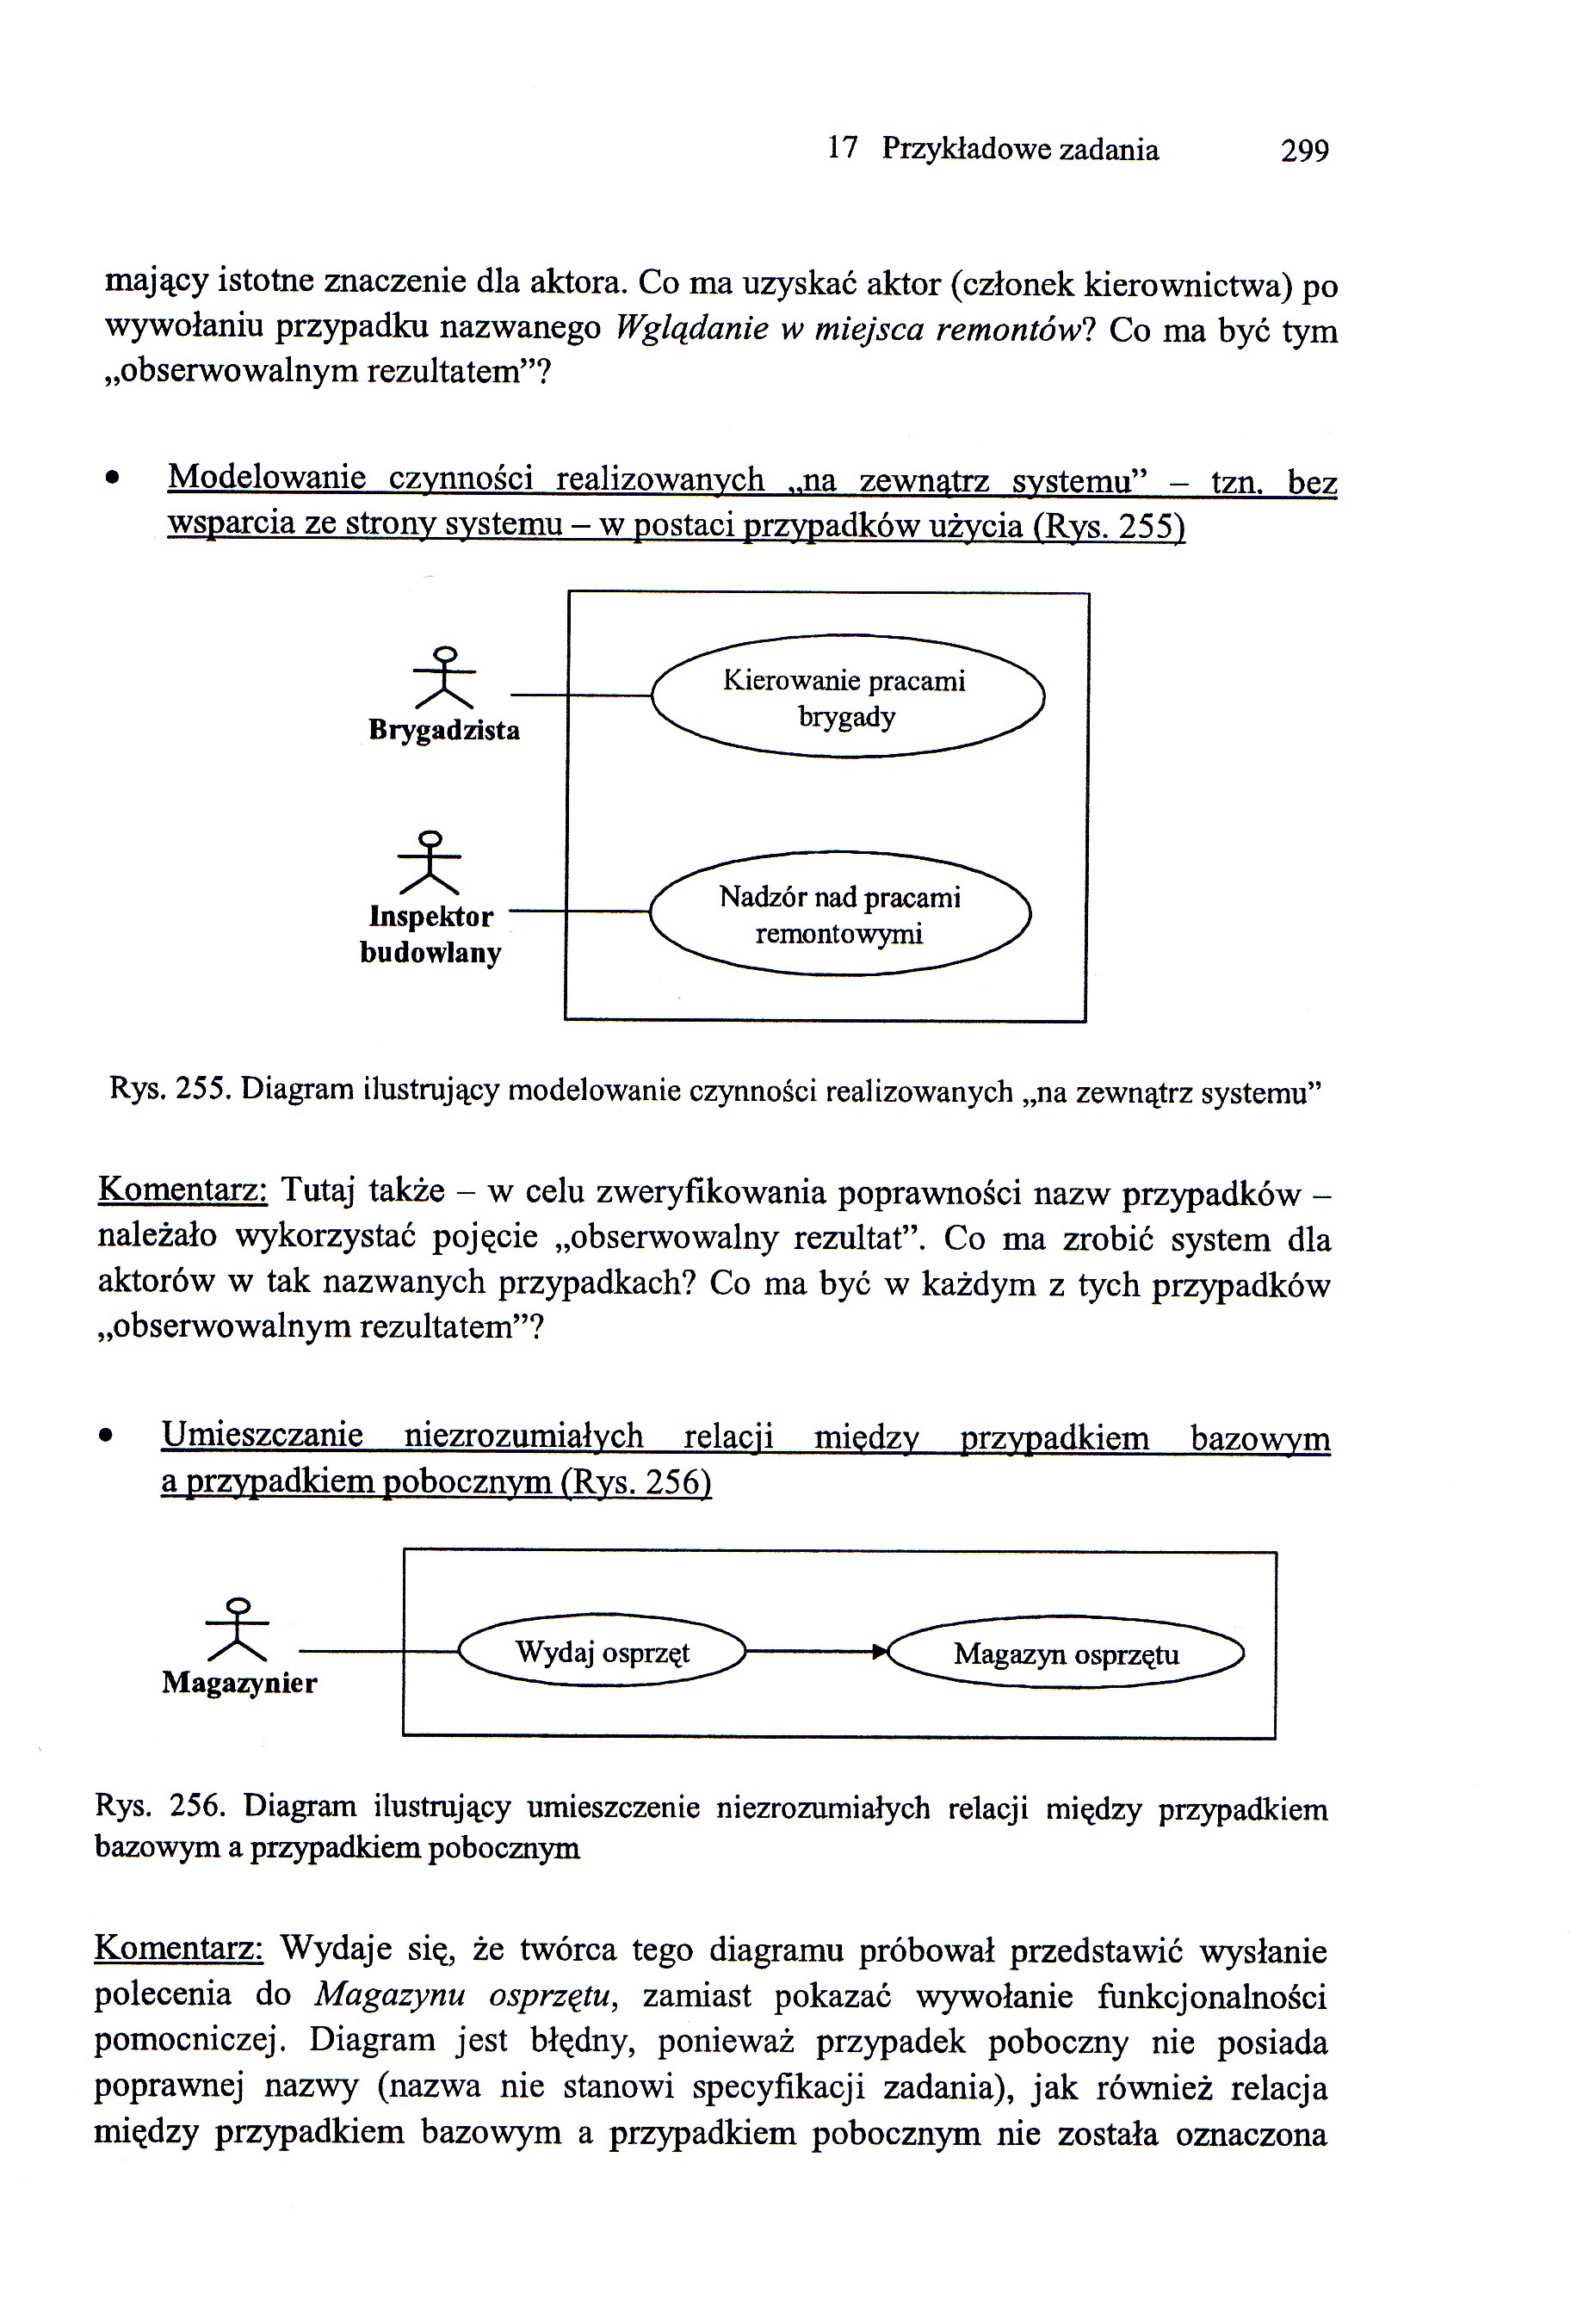 17 Przykładowe zadania 299
mający istotne znaczenie dla aktora. Co ma uzyskać aktor (członek kierownictwa) po
wywołaniu przypadku nazwanego Wglądanie w miejsca remontów? Co ma być tym
„obserwowalnym rezultatem”?
• Modelowanie czynności realizowanych „na zewnątrz systemu” – tzn. bez
wsparcia ze strony systemu – w postaci przypadków użycia (Rys. 255)
Kierowanie pracami
brygady
Brygadzista
Nadzór nad pracami
remontowymi
Inspektor
budowlany
Rys. 255. Diagram ilustrujący modelowanie czynności realizowanych „na zewnątrz systemu”
Komentarz: Tutaj także – w celu zweryfikowania poprawności nazw przypadków –
należało wykorzystać pojęcie „obserwowalny rezultat”. Co ma zrobić system dla
aktorów w tak nazwanych przypadkach? Co ma być w każdym z tych przypadków
„obserwowalnym rezultatem”?
• Umieszczanie niezrozumiałych relacji między przypadkiem bazowym
a przypadkiem pobocznym (Rys. 256)
Wydaj osprzęt
Magazyn osprzętu
Magazynier
Rys. 256. Diagram ilustrujący umieszczenie niezrozumiałych relacji między przypadkiem
bazowym a przypadkiem pobocznym
Komentarz: Wydaje się, że twórca tego diagramu próbował przedstawić wysłanie
polecenia do Magazynu osprzętu, zamiast pokazać wywołanie funkcjonalności
pomocniczej. Diagram jest błędny, ponieważ przypadek poboczny nie posiada
poprawnej nazwy (nazwa nie stanowi specyfikacji zadania), jak również relacja
między przypadkiem bazowym a przypadkiem pobocznym nie została oznaczona